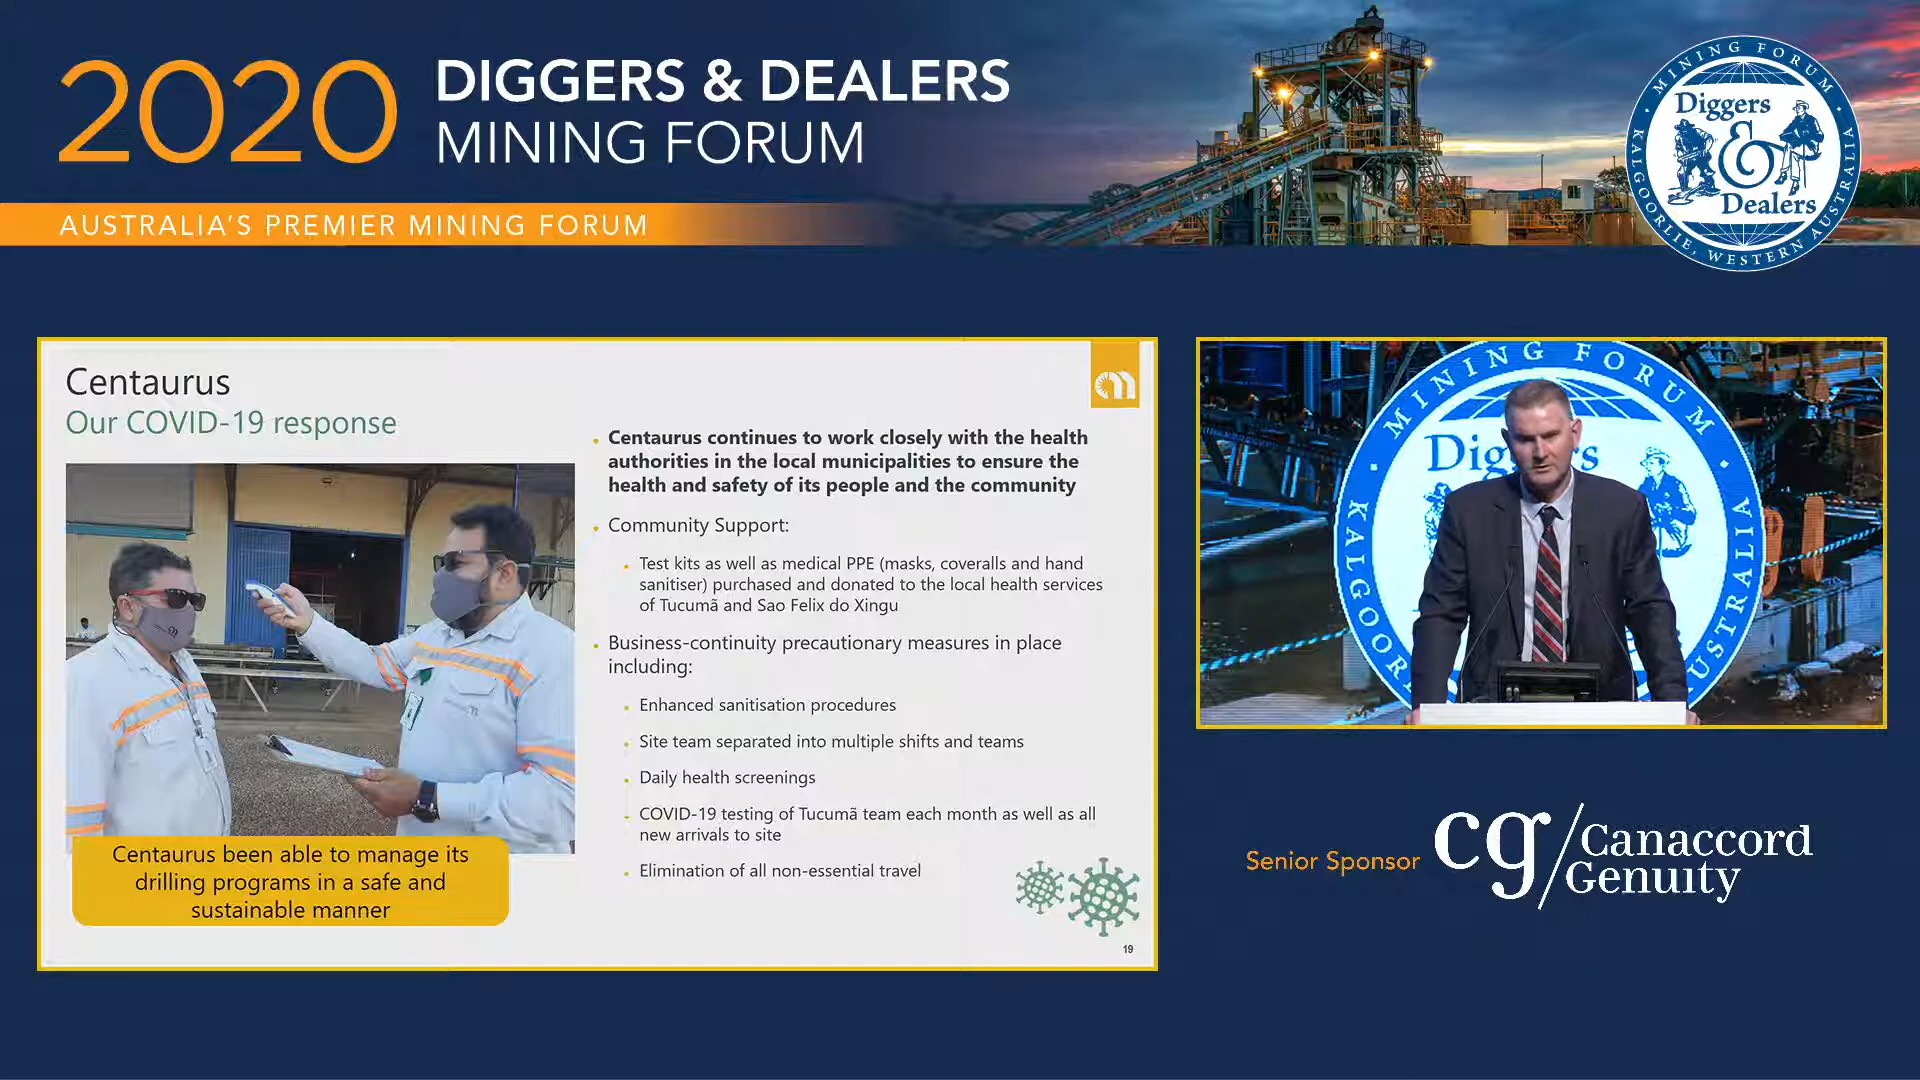 2020
DIGGERS & DEALERS
MINING FORUM
AUSTRALIA'S PREMIER MINING FORUM
MINING FORUM
Diggers
&
Dealers
KALGOORLIE, WESTERN AUSTRALIA
Centaurus
Our COVID-19 response
Centaurus continues to work closely with the health
authorities in the local municipalities to ensure the
health and safety of its people and the community
Community Support:
Test kits as well as medical PPE (masks, coveralls and hand
sanitiser) purchased and donated to the local health services
of Tucumã and Sao Felix do Xingu
Business-continuity precautionary measures in place
including:
Enhanced sanitisation procedures
Site team separated into multiple shifts and teams
Daily health screenings
COVID-19 testing of Tucumã team each month as well as all
new arrivals to site
Elimination of all non-essential travel
Centaurus been able to manage its
drilling programs in a safe and
sustainable manner
19
MINING FORUM
Dig s
KALGOOR
USTRALIA
Senior Sponsor
cg/Canaccord
Genuity